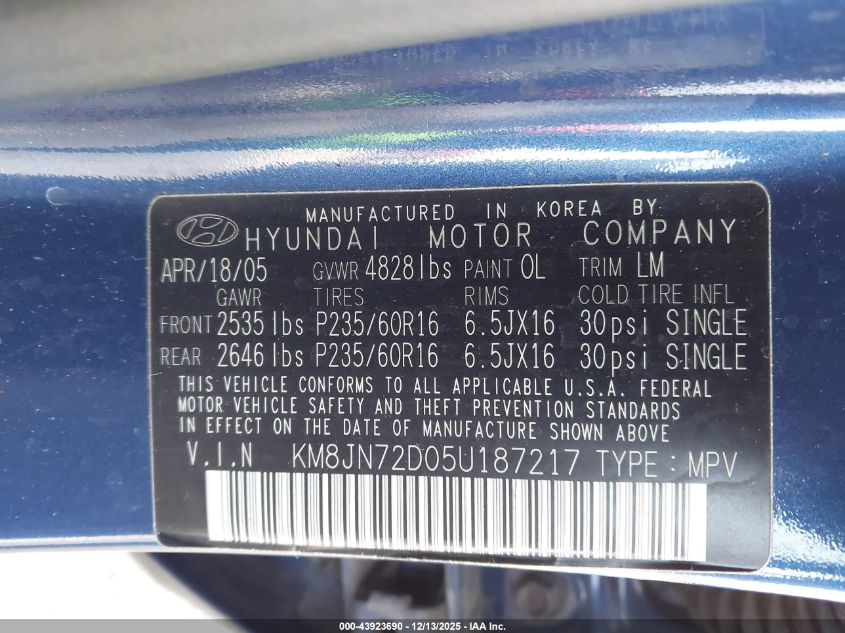 MANUFACTURED IN KOREA BY
HYUNDAI MOTOR COMPANY
APR/18/05 GVWR 4828lbs PAINT OL TRIM LM
GAWR TIRES RIMS COLD TIRE INFL
FRONT 2535lbs P235/60R16 6.5JX16 30psi SINGLE
REAR 2646lbs P235/60R16 6.5JX16 30psi SINGLE
THIS VEHICLE CONFORMS TO ALL APPLICABLE U.S.A. FEDERAL
MOTOR VEHICLE SAFETY AND THEFT PREVENTION STANDARDS
IN EFFECT ON THE DATE OF MANUFACTURE SHOWN ABOVE
V.I.N KM8JN72D05U187217 TYPE : MPV
000-43923690 - 12/13/2025 - IAA Inc.